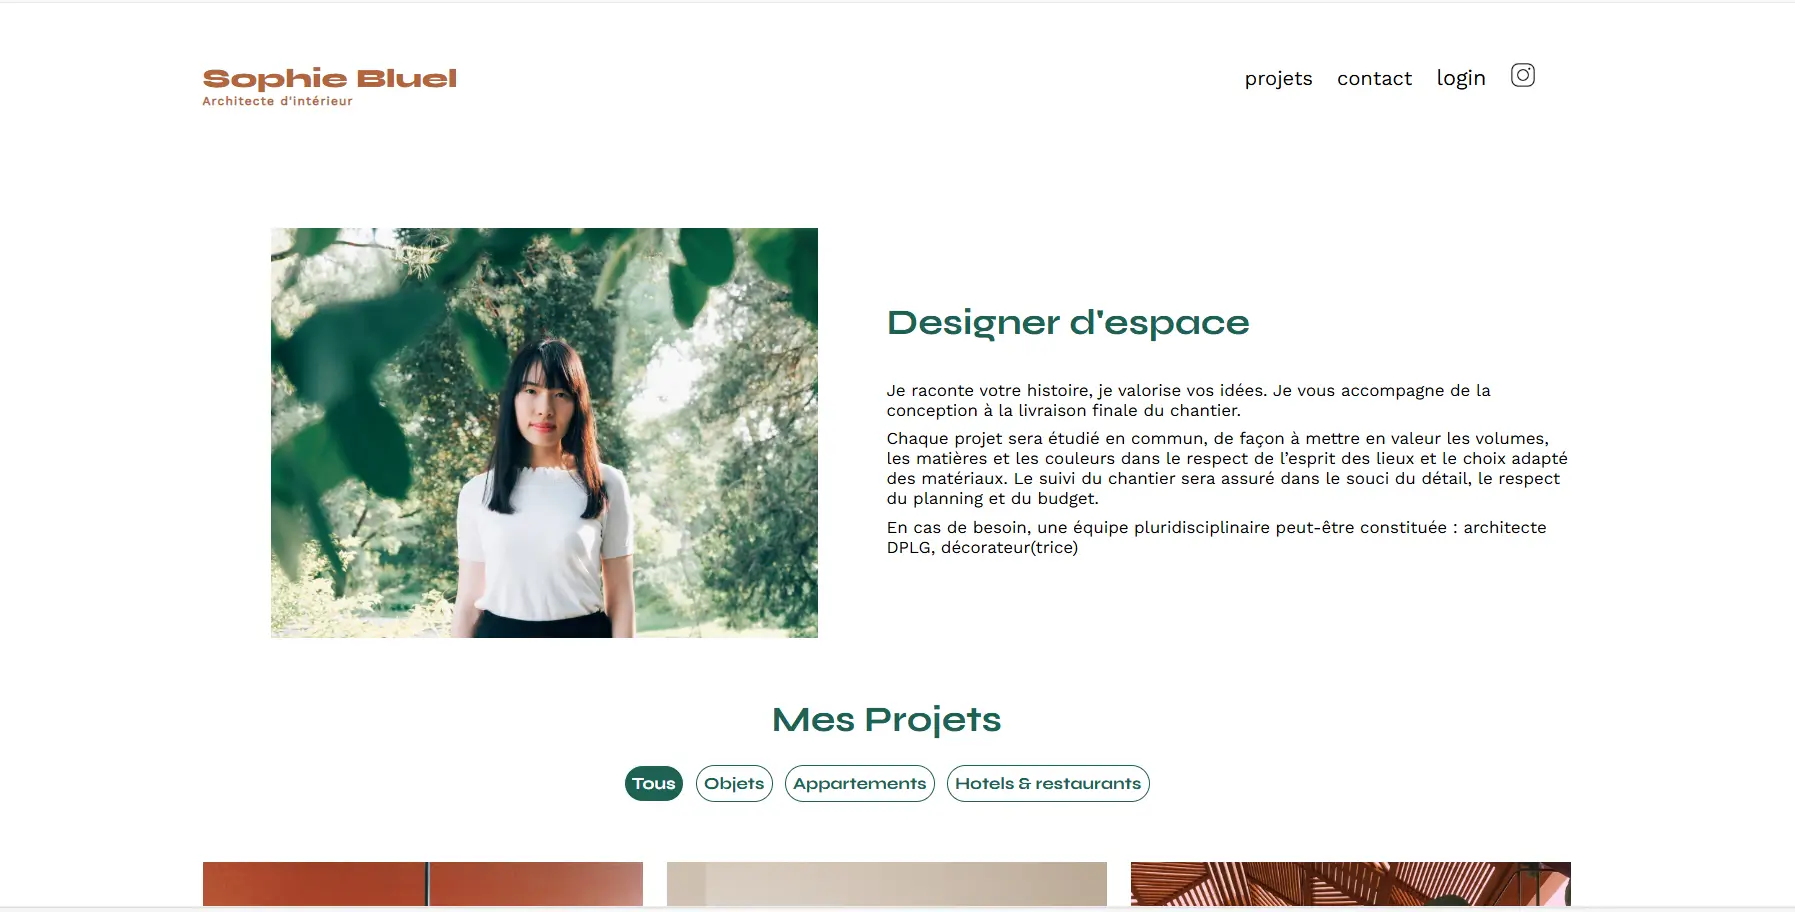 Sophie Bluel
Architecte d'intérieur
projets contact login
Designer d'espace
Je raconte votre histoire, je valorise vos idées. Je vous accompagne de la
conception à la livraison finale du chantier.
Chaque projet sera étudié en commun, de façon à mettre en valeur les volumes,
les matières et les couleurs dans le respect de l’esprit des lieux et le choix adapté
des matériaux. Le suivi du chantier sera assuré dans le souci du détail, le respect
du planning et du budget.
En cas de besoin, une équipe pluridisciplinaire peut-être constituée : architecte
DPLG, décorateur(trice)
Mes Projets
Tous Objets Appartements Hotels & restaurants